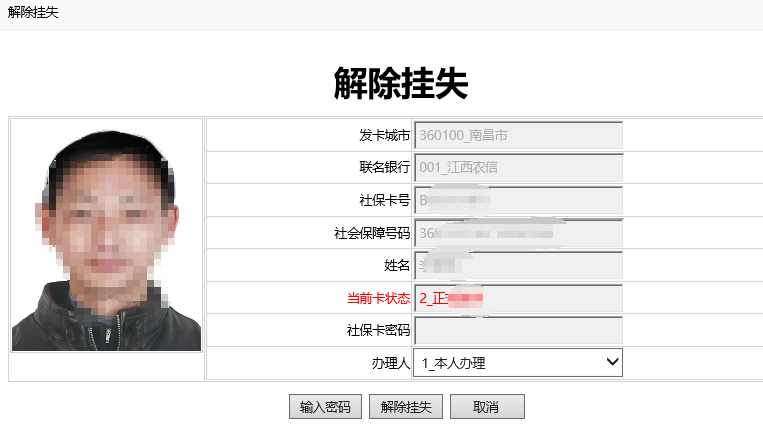 解除挂失
解除挂失
发卡城市 360100_南昌市
联名银行 001_江西农信
社保卡号 B
社会保障号码 36
姓名
当前卡状态 2_正
社保卡密码
办理人 1_本人办理
输入密码 解除挂失 取消